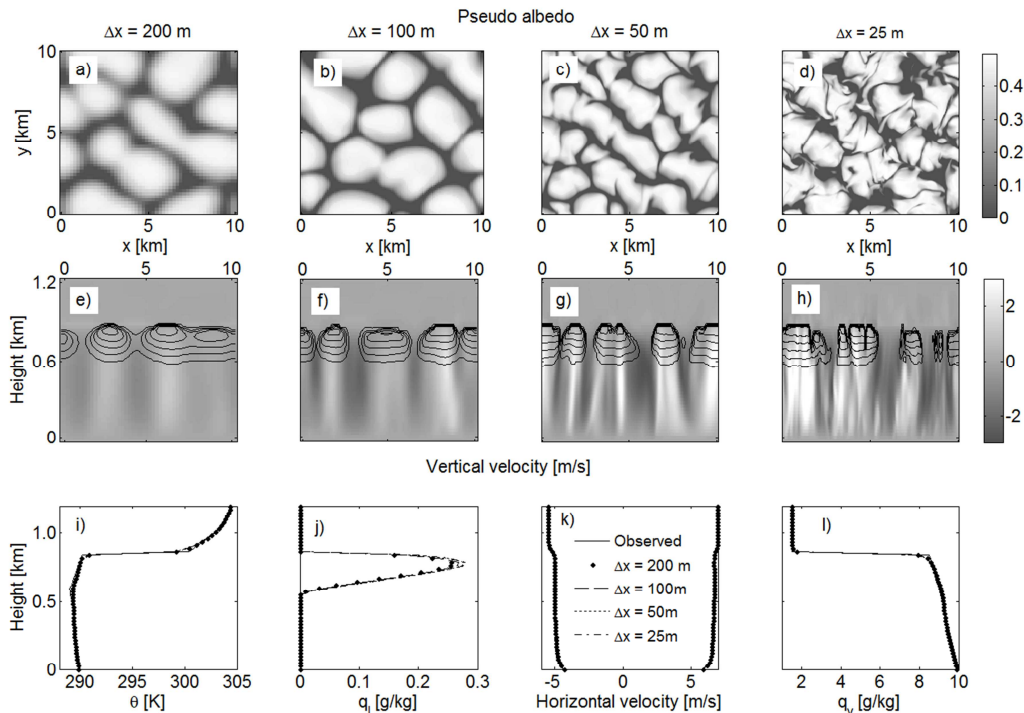 Pseudo albedo
Δx = 200 m
Δx = 100 m
Δx = 50 m
Δx = 25 m
a)
b)
c)
d)
y [km]
10
5
0
0 5 10
0 5 10
0 5 10
0 5 10
x [km]
x [km]
x [km]
x [km]
0.4
0.3
0.2
0.1
0
0 5 10
0 5 10
0 5 10
0 5 10
e)
f)
g)
h)
Height [km]
1.2
0.6
0
2
0
-2
Vertical velocity [m/s]
i)
j)
k)
l)
Height [km]
1.0
0.5
0
Observed
Δx = 200 m
Δx = 100m
Δx = 50m
Δx = 25m
290 295 300 305
0 0.1 0.2 0.3
-5 0 5
2 4 6 8 10
θ [K]
q_l [g/kg]
Horizontal velocity [m/s]
q_v [g/kg]